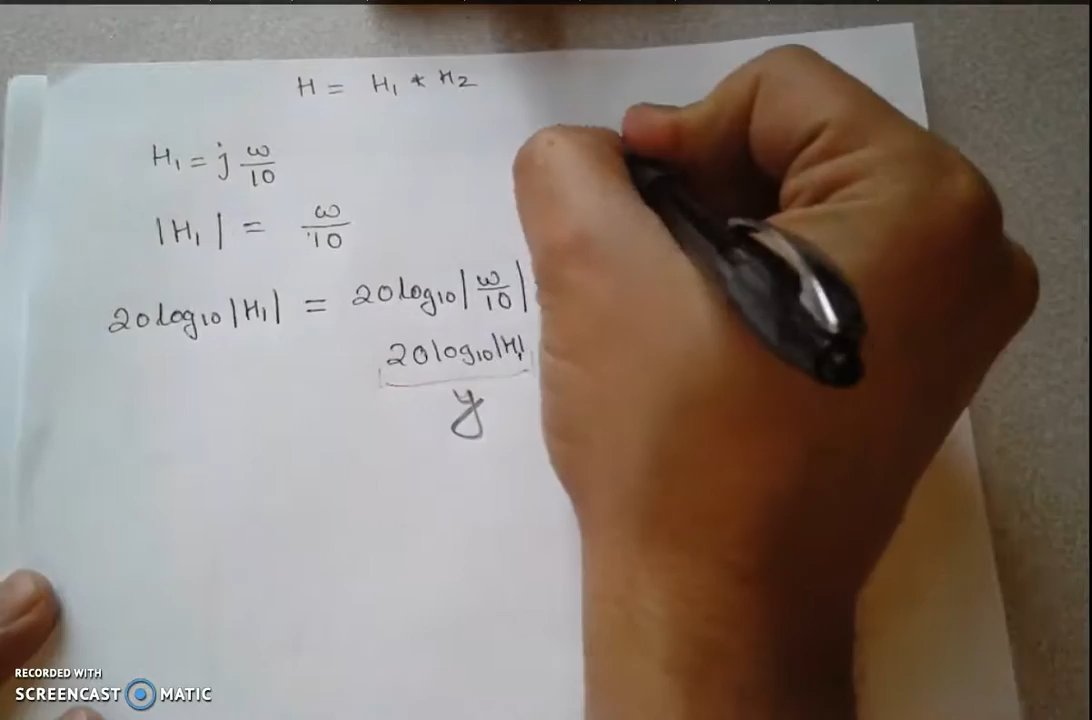 H = H₁ * H₂
H₁ = j ω/10
|H₁| = ω/10
20log₁₀|H₁| = 20log₁₀|ω/10|
20log₁₀|H₁|
y
RECORDED WITH
SCREENCAST MATIC